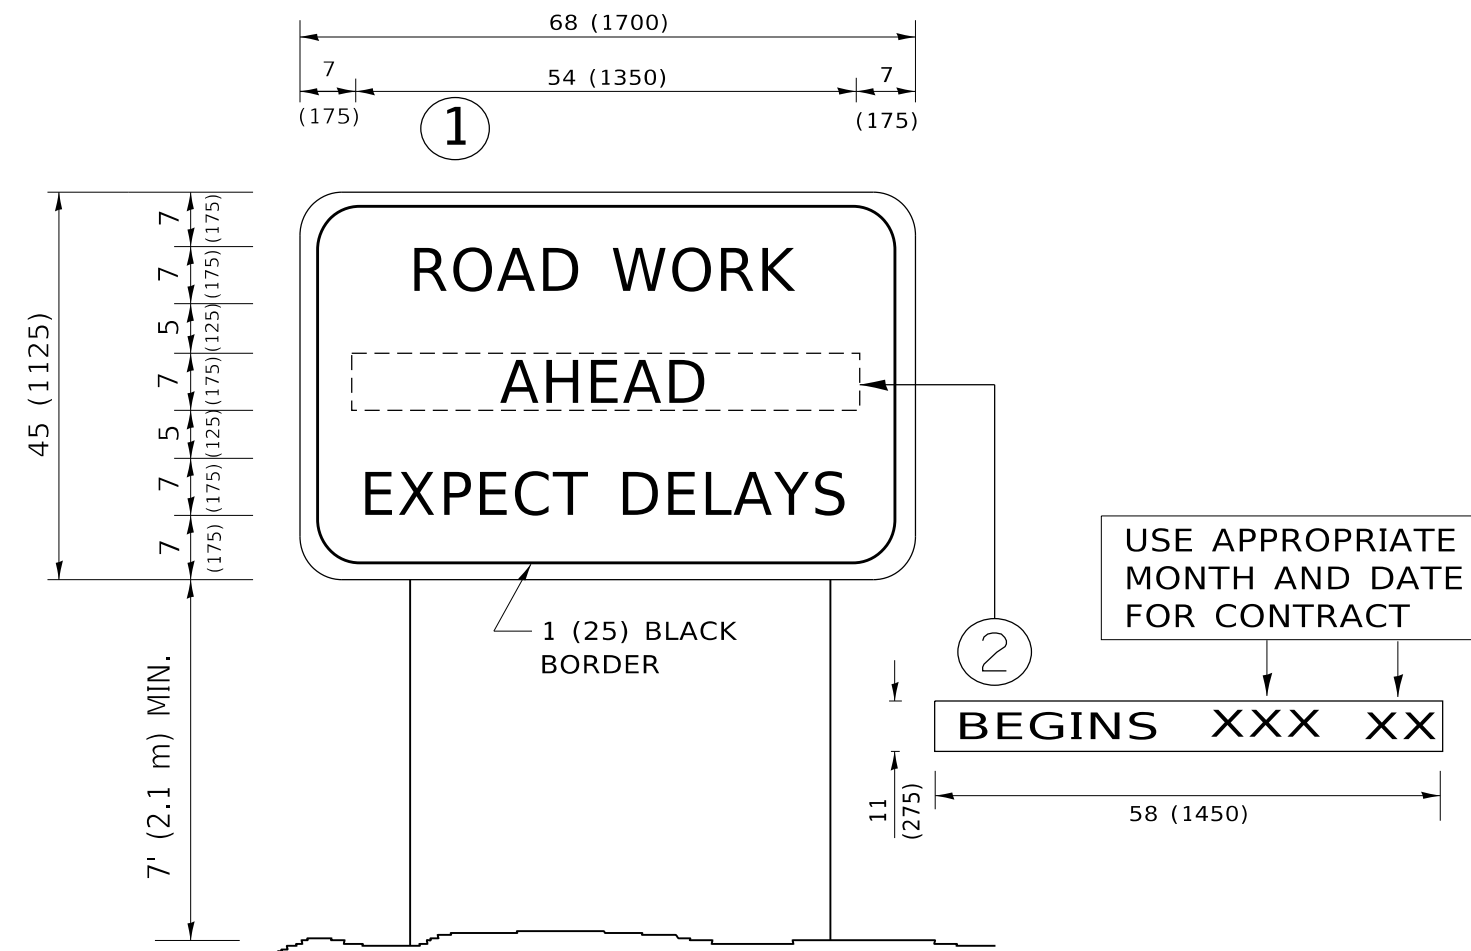 68 (1700)
7
54 (1350)
7
(175)
(175)
1
7 (175)
7 (175)
5 (125)
7 (175)
5 (125)
7 (175)
7 (175)
45 (1125)
ROAD WORK
AHEAD
EXPECT DELAYS
1 (25) BLACK
BORDER
7' (2.1 m) MIN.
2
USE APPROPRIATE
MONTH AND DATE
FOR CONTRACT
BEGINS XXX XX
11
(275)
58 (1450)